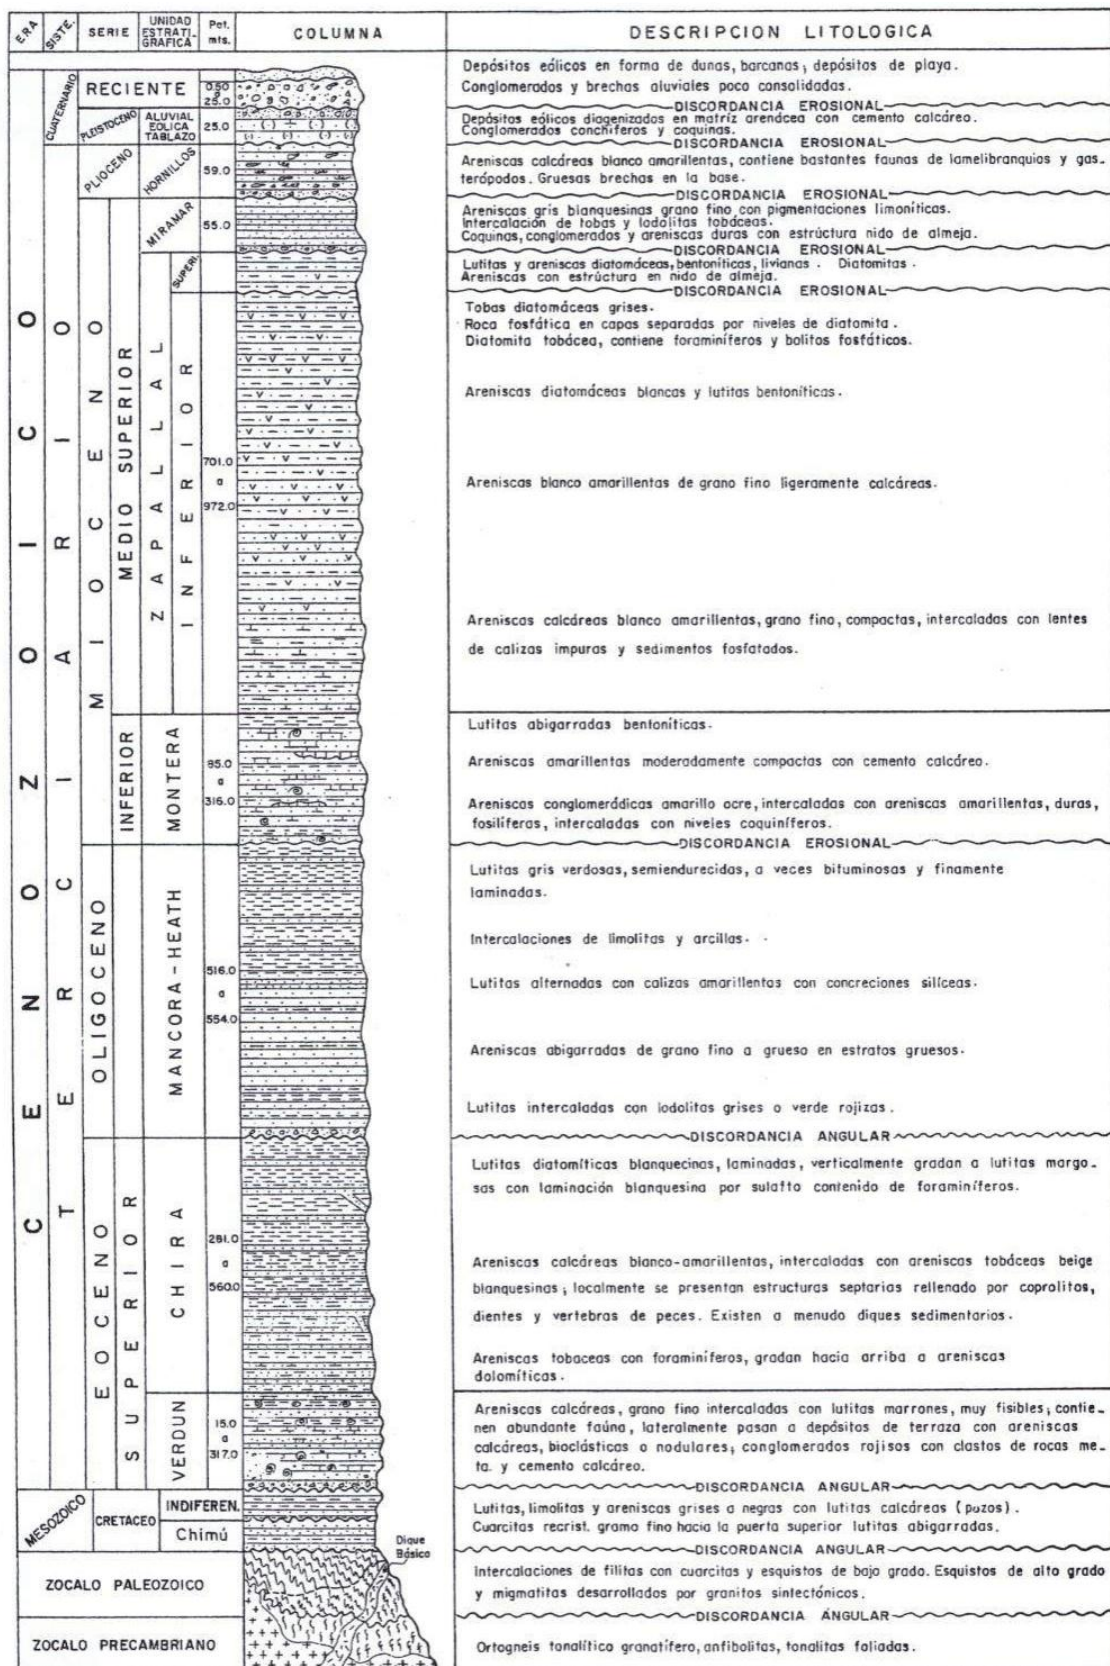 ERA SISTE. SERIE UNIDAD ESTRATI- GRAFICA Pot. mts. COLUMNA DESCRIPCION LITOLOGICA
CENOZOICO
CUATERNARIO
TERCIARIO
RECIENTE
0.50
a
25.0
Depósitos eólicos en forma de dunas, barcanas; depósitos de playa.
Conglomerados y brechas aluviales poco consolidadas.
DISCORDANCIA EROSIONAL
PLEISTOCENO
ALUVIAL
EOLICA
TABLAZO
25.0
Depósitos eólicos diagenizados en matríz arenácea con cemento calcáreo.
Conglomerados conchíferos y coquinas.
DISCORDANCIA EROSIONAL
PLIOCENO
HORNILLOS
59.0
Areniscas calcáreas blanco amarillentas, contiene bastantes faunas de lamelibranquios y gas-
terópodos. Gruesas brechas en la base.
DISCORDANCIA EROSIONAL
MIOCENO
MEDIO SUPERIOR
MIRAMAR
55.0
Areniscas gris blanquesinas grano fino con pigmentaciones limoníticas.
Intercalación de tobas y lodolitas tobáceas.
Coquinas, conglomerados y areniscas duras con estrúctura nido de almeja.
DISCORDANCIA EROSIONAL
ZAPALLAL
SUPERI.
Lutitas y areniscas diatomáceas, bentoníticas, livianas. Diatomitas.
Areniscas con estrúctura en nido de almeja.
DISCORDANCIA EROSIONAL
INFERIOR
701.0
a
972.0
Tobas diatomáceas grises.
Roca fosfática en capas separadas por niveles de diatomita.
Diatomita tobácea, contiene foraminíferos y bolitos fosfáticos.
Areniscas diatomáceas blancas y lutitas bentoníticas.
Areniscas blanco amarillentas de grano fino ligeramente calcáreas.
Areniscas calcáreas blanco amarillentas, grano fino, compactas, intercaladas con lentes
de calizas impuras y sedimentos fosfatados.
INFERIOR
MONTERA
95.0
a
316.0
Lutitas abigarradas bentoníticas.
Areniscas amarillentas moderadamente compactas con cemento calcáreo.
Areniscas conglomerádicas amarillo ocre, intercaladas con areniscas amarillentas, duras,
fosilíferas, intercaladas con niveles coquiníferos.
DISCORDANCIA EROSIONAL
OLIGOCENO
MANCORA-HEATH
516.0
a
554.0
Lutitas gris verdosas, semiendurecidas, a veces bituminosas y finamente
laminadas.
Intercalaciones de limolitas y arcillas.
Lutitas alternadas con calizas amarillentas con concreciones silíceas.
Areniscas abigarradas de grano fino a grueso en estratos gruesos.
Lutitas intercaladas con lodolitas grises o verde rojizas.
DISCORDANCIA ANGULAR
EOCENO
SUPERIOR
CHIRA
281.0
a
560.0
Lutitas diatomíticas blanquecinas, laminadas, verticalmente gradan a lutitas margo-
sas con laminación blanquesina por sulafto contenido de foraminíferos.
Areniscas calcáreas blanco-amarillentas, intercaladas con areniscas tobáceas beige
blanquesinas; localmente se presentan estructuras septarias rellenado por coprolitos,
dientes y vertebras de peces. Existen a menudo diques sedimentarios.
Areniscas tobaceas con foraminíferos, gradan hacia arriba a areniscas
dolomíticas.
VERDUN
15.0
a
317.0
Areniscas calcáreas, grano fino intercaladas con lutitas marrones, muy fisibles; contie-
nen abundante faúna, lateralmente pasan a depósitos de terraza con areniscas
calcáreas, bioclásticas o nodulares; conglomerados rojisos con clastos de rocas me-
ta. y cemento calcáreo.
DISCORDANCIA ANGULAR
MESOZOICO
CRETACEO
INDIFEREN.
Chimú
Lutitas, limolitas y areniscas grises a negras con lutitas calcáreas (pozos).
Cuarcitas recrist. gramo fino hacia la puerta superior lutitas abigarradas.
DISCORDANCIA ANGULAR
Dique
Básico
ZOCALO PALEOZOICO
Intercalaciones de filitas con cuarcitas y esquistos de bajo grado. Esquistos de alto grado
y migmatitas desarrollados por granitos sintectónicos.
DISCORDANCIA ANGULAR
ZOCALO PRECAMBRIANO
Ortogneis tonalítico granatífero, anfibolitas, tonalitas foliadas.